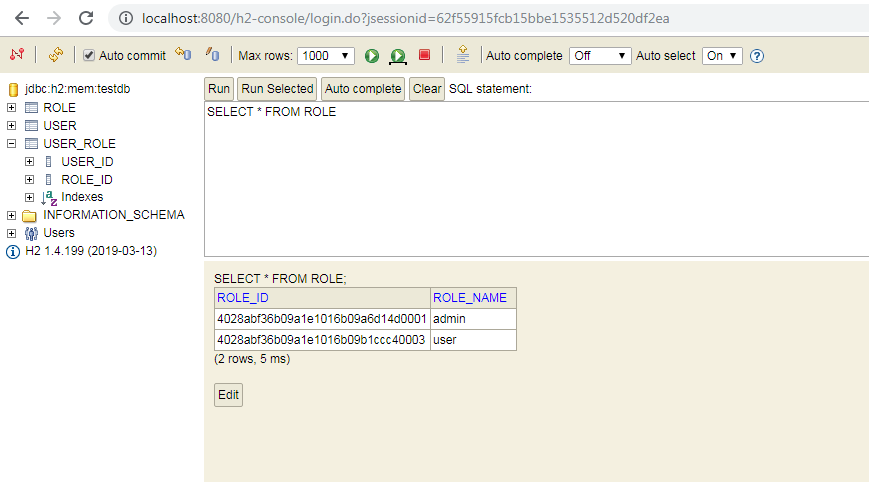 localhost:8080/h2-console/login.do?jsessionid=62f55915fcb15bbe1535512d520df2ea
Auto commit Max rows: 1000 Auto complete Off Auto select On ?
jdbc:h2:mem:testdb
ROLE
USER
USER_ROLE
USER_ID
ROLE_ID
Indexes
INFORMATION_SCHEMA
Users
H2 1.4.199 (2019-03-13)
Run Run Selected Auto complete Clear SQL statement:
SELECT * FROM ROLE
SELECT * FROM ROLE;
ROLE_ID ROLE_NAME
4028abf36b09a1e1016b09a6d14d0001 admin
4028abf36b09a1e1016b09b1ccc40003 user
(2 rows, 5 ms)
Edit